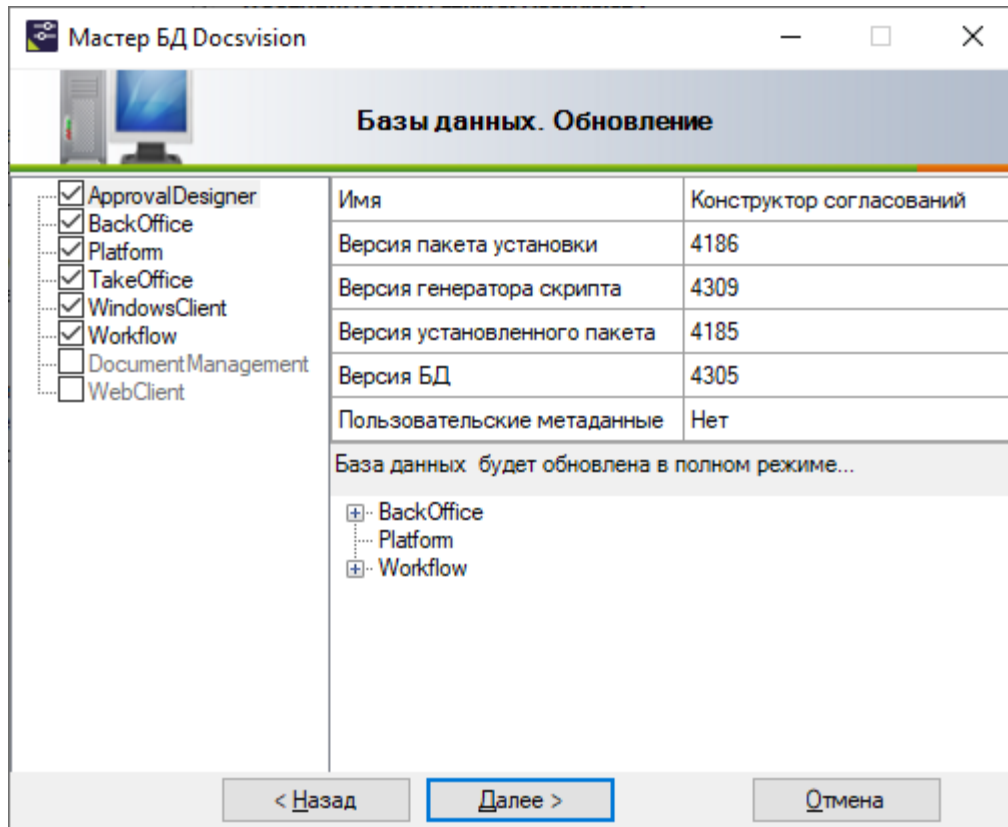 Мастер БД Docsvision
Базы данных. Обновление
ApprovalDesigner
BackOffice
Platform
TakeOffice
WindowsClient
Workflow
DocumentManagement
WebClient
Имя Конструктор согласований
Версия пакета установки 4186
Версия генератора скрипта 4309
Версия установленного пакета 4185
Версия БД 4305
Пользовательские метаданные Нет
База данных будет обновлена в полном режиме...
BackOffice
Platform
Workflow
< Назад Далее > Отмена